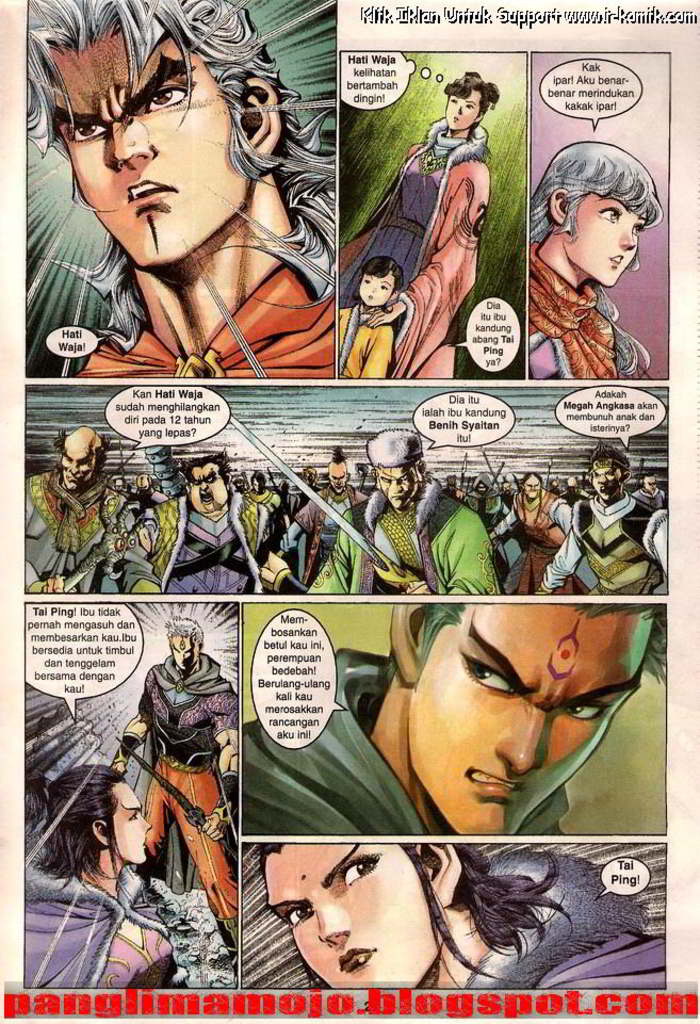 Klik Iklan Untuk Support www.r-komik.com
Hati
Waja!
Hati Waja
kelihatan
bertambah
dingin!
Dia
itu ibu
kandung
abang Tai
Ping
ya?
Kak
ipar! Aku benar-
benar merindukan
kakak ipar!
Kan Hati Waja
sudah menghilangkan
diri pada 12 tahun
yang lepas?
Dia itu
ialah ibu kandung
Benih Syaitan
itu!
Adakah
Megah Angkasa akan
membunuh anak dan
isterinya?
Tai Ping! Ibu tidak
pernah mengasuh dan
membesarkan kau.Ibu
bersedia untuk timbul
dan tenggelam
bersama dengan
kau!
Mem-
bosankan
betul kau ini,
perempuan
bedebah!
Berulang-ulang
kali kau
merosakkan
rancangan
aku ini!
Tai
Ping!
panglimamojo.blogspot.com